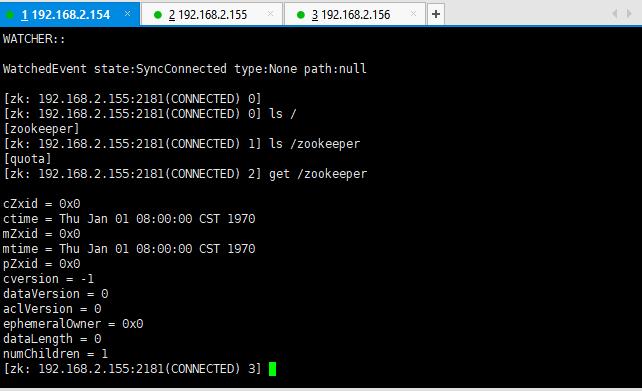 1 192.168.2.154 × 2 192.168.2.155 × 3 192.168.2.156 × +
WATCHER::
WatchedEvent state:SyncConnected type:None path:null
[zk: 192.168.2.155:2181(CONNECTED) 0]
[zk: 192.168.2.155:2181(CONNECTED) 0] ls /
[zookeeper]
[zk: 192.168.2.155:2181(CONNECTED) 1] ls /zookeeper
[quota]
[zk: 192.168.2.155:2181(CONNECTED) 2] get /zookeeper
cZxid = 0x0
ctime = Thu Jan 01 08:00:00 CST 1970
mZxid = 0x0
mtime = Thu Jan 01 08:00:00 CST 1970
pZxid = 0x0
cversion = -1
dataVersion = 0
aclVersion = 0
ephemeralOwner = 0x0
dataLength = 0
numChildren = 1
[zk: 192.168.2.155:2181(CONNECTED) 3]